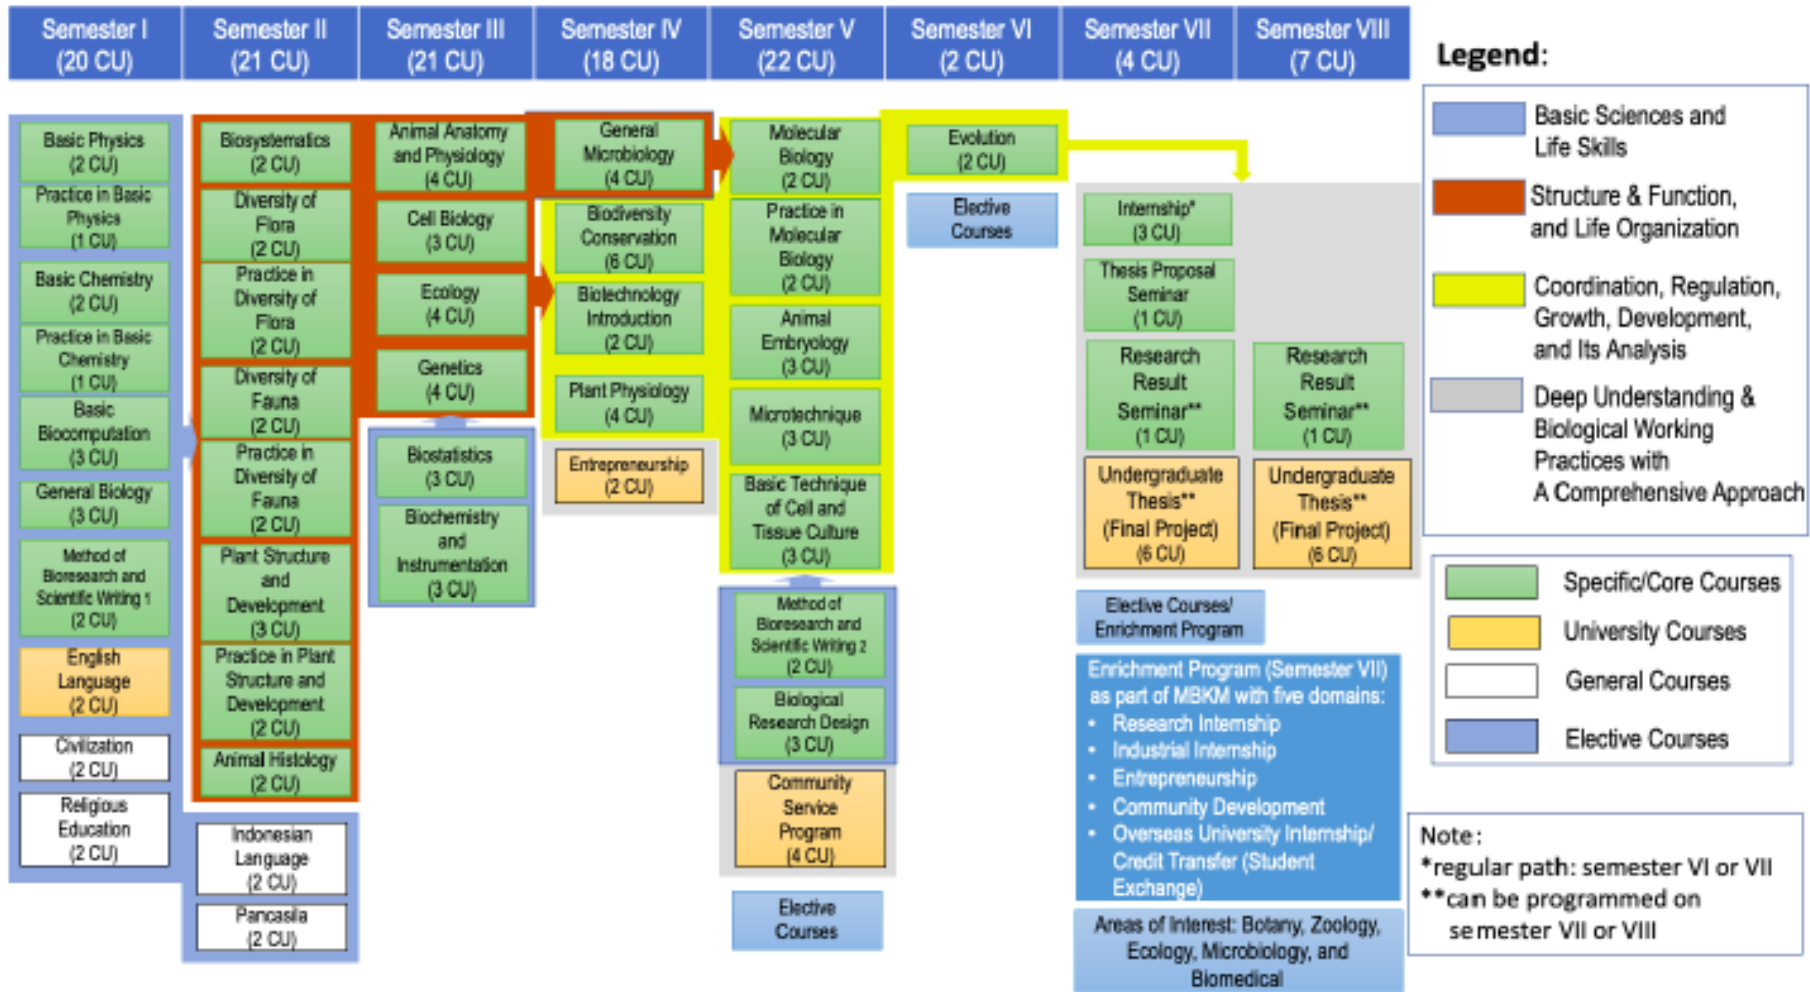 Semester I
(20 CU)
Semester II
(21 CU)
Semester III
(21 CU)
Semester IV
(18 CU)
Semester V
(22 CU)
Semester VI
(2 CU)
Semester VII
(4 CU)
Semester VIII
(7 CU)
Basic Physics
(2 CU)
Practice in Basic
Physics
(1 CU)
Basic Chemistry
(2 CU)
Practice in Basic
Chemistry
(1 CU)
Basic
Biocomputation
(3 CU)
General Biology
(3 CU)
Method of
Bioresearch and
Scientific Writing 1
(2 CU)
English
Language
(2 CU)
Civilization
(2 CU)
Religious
Education
(2 CU)
Biosystematics
(2 CU)
Diversity of
Flora
(2 CU)
Practice in
Diversity of
Flora
(2 CU)
Diversity of
Fauna
(2 CU)
Practice in
Diversity of
Fauna
(2 CU)
Plant Structure
and
Development
(3 CU)
Practice in Plant
Structure and
Development
(2 CU)
Animal Histology
(2 CU)
Indonesian
Language
(2 CU)
Pancasila
(2 CU)
Animal Anatomy
and Physiology
(4 CU)
Cell Biology
(3 CU)
Ecology
(4 CU)
Genetics
(4 CU)
Biostatistics
(3 CU)
Biochemistry
and
Instrumentation
(3 CU)
General
Microbiology
(4 CU)
Biodiversity
Conservation
(6 CU)
Biotechnology
Introduction
(2 CU)
Plant Physiology
(4 CU)
Entrepreneurship
(2 CU)
Molecular
Biology
(2 CU)
Practice in
Molecular
Biology
(2 CU)
Animal
Embryology
(3 CU)
Microtechnique
(3 CU)
Basic Technique
of Cell and
Tissue Culture
(3 CU)
Method of
Bioresearch and
Scientific Writing 2
(2 CU)
Biological
Research Design
(3 CU)
Community
Service
Program
(4 CU)
Elective
Courses
Evolution
(2 CU)
Elective
Courses
Internship*
(3 CU)
Thesis Proposal
Seminar
(1 CU)
Research
Result
Seminar**
(1 CU)
Undergraduate
Thesis**
(Final Project)
(6 CU)
Research
Result
Seminar**
(1 CU)
Undergraduate
Thesis**
(Final Project)
(6 CU)
Elective Courses/
Enrichment Program
Enrichment Program (Semester VII)
as part of MBKM with five domains:
• Research Internship
• Industrial Internship
• Entrepreneurship
• Community Development
• Overseas University Internship/
Credit Transfer (Student
Exchange)
Areas of Interest: Botany, Zoology,
Ecology, Microbiology, and
Biomedical
Legend:
Basic Sciences and
Life Skills
Structure & Function,
and Life Organization
Coordination, Regulation,
Growth, Development,
and Its Analysis
Deep Understanding &
Biological Working
Practices with
A Comprehensive Approach
Specific/Core Courses
University Courses
General Courses
Elective Courses
Note:
*regular path: semester VI or VII
**can be programmed on
semester VII or VIII